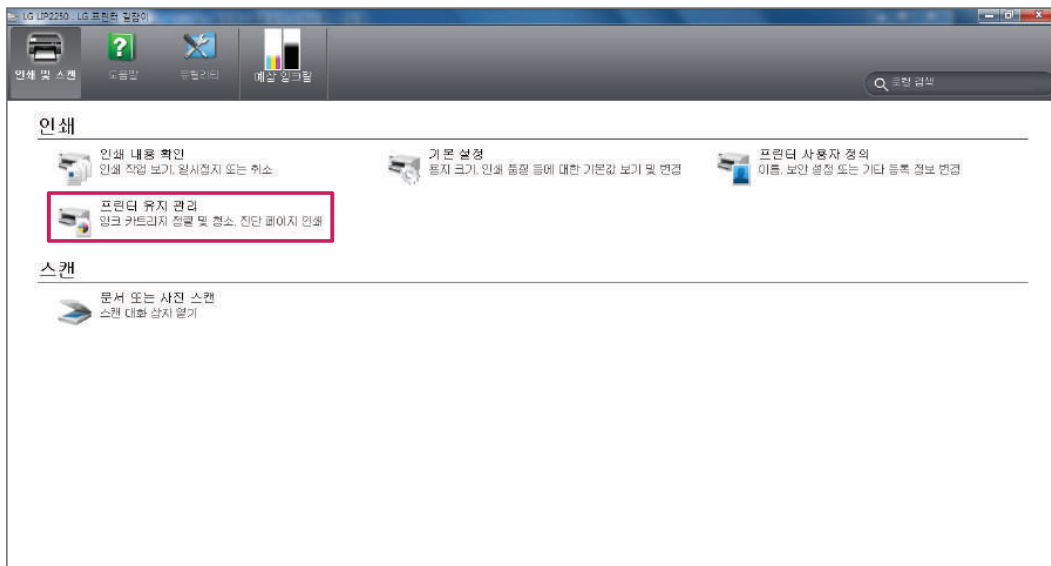 LG LIP2250 : LG 프린터 길잡이
인쇄 및 스캔
도움말
유틸리티
예상 잉크량
로컬 검색
인쇄
인쇄 내용 확인
인쇄 작업 보기, 일시정지 또는 취소
기본 설정
용지 크기, 인쇄 품질 등에 대한 기본값 보기 및 변경
프린터 사용자 정의
이름, 보안 설정 또는 기타 등록 정보 변경
프린터 유지 관리
잉크 카트리지 정렬 및 청소, 진단 페이지 인쇄
스캔
문서 또는 사진 스캔
스캔 대화 상자 열기